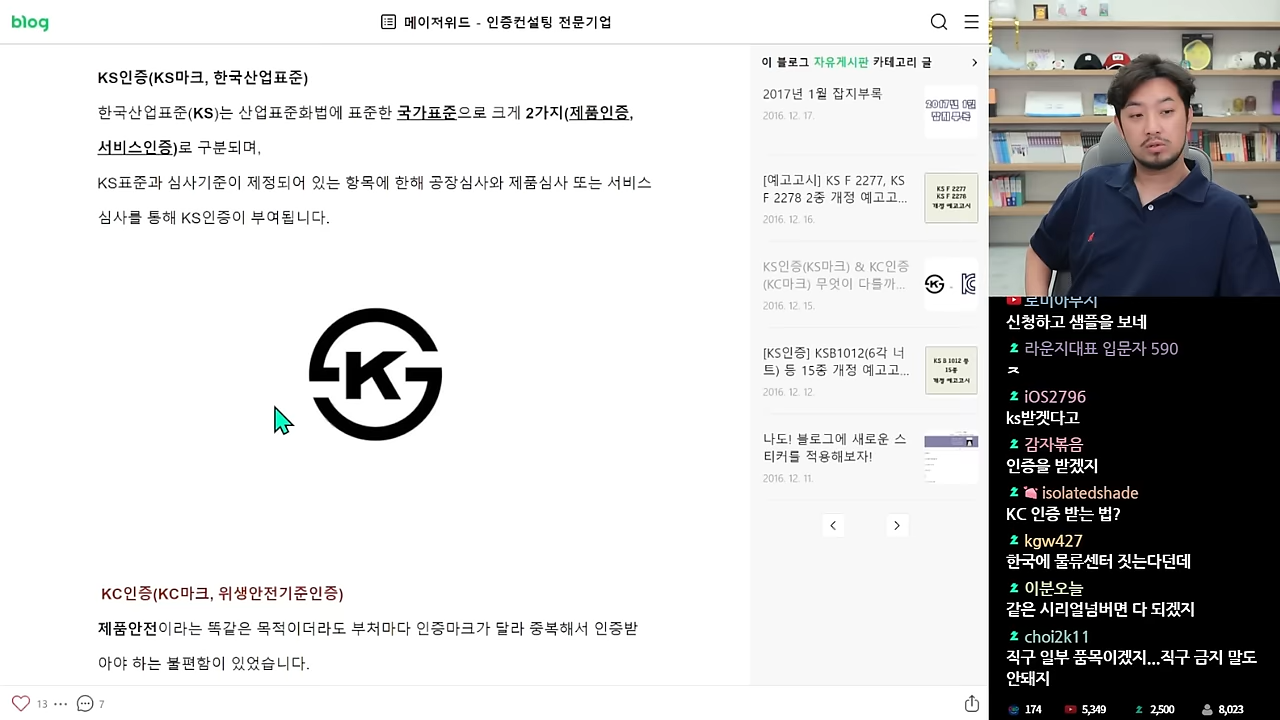 blog
메이저위드 - 인증컨설팅 전문기업
KS인증(KS마크, 한국산업표준)
한국산업표준(KS)는 산업표준화법에 표준한 국가표준으로 크게 2가지(제품인증,
서비스인증)로 구분되며,
KS표준과 심사기준이 제정되어 있는 항목에 한해 공장심사와 제품심사 또는 서비스
심사를 통해 KS인증이 부여됩니다.
K
KC인증(KC마크, 위생안전기준인증)
제품안전이라는 똑같은 목적이더라도 부처마다 인증마크가 달라 중복해서 인증받
아야 하는 불편함이 있었습니다.
13
7
이 블로그 자유게시판 카테고리 글
2017년 1월 잡지부록
2016. 12. 17.
[예고고시] KS F 2277, KS
F 2278 2종 개정 예고고...
2016. 12. 16.
KS F 2277
KS F 2278
개정 예고고시
KS인증(KS마크) & KC인증
(KC마크) 무엇이 다를까...
2016. 12. 15.
[KS인증] KSB1012(6각 너
트) 등 15종 개정 예고고...
2016. 12. 12.
KS B 1012 등
15종
개정 예고고시
나도! 블로그에 새로운 스
티커를 적용해보자!
2016. 12. 11.
신청하고 샘플을 보네
라운지대표 입문자 590
ㅈ
iOS2796
ks받겟다고
감자볶음
인증을 받겠지
isolatedshade
KC 인증 받는 법?
kgw427
한국에 물류센터 짓는다던데
이분오늘
같은 시리얼넘버면 다 되겠지
choi2k11
직구 일부 품목이겠지...직구 금지 말도
안돼지
174
5,349
2,500
8,023